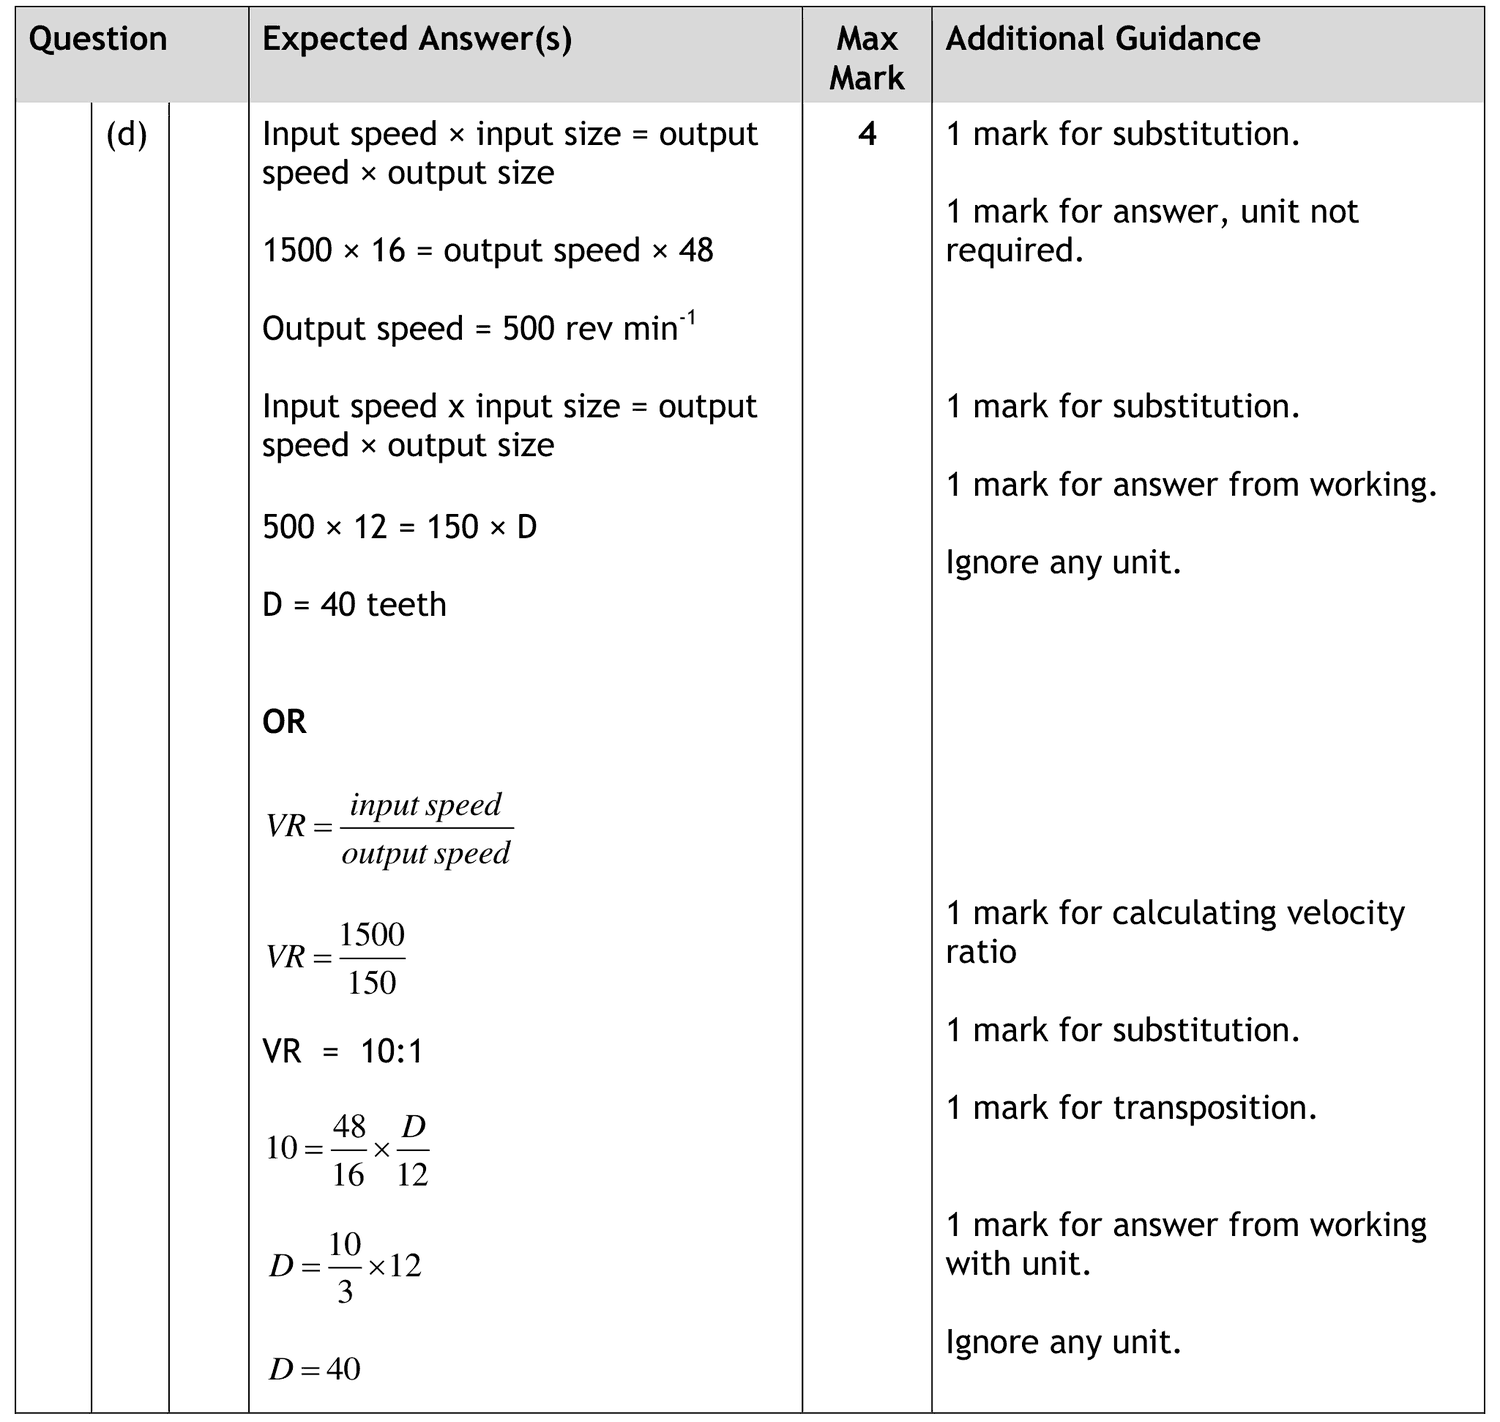 Question
Expected Answer(s)
Max
Mark
Additional Guidance
(d)
Input speed × input size = output
speed × output size
1500 × 16 = output speed × 48
Output speed = 500 rev min⁻¹
Input speed x input size = output
speed × output size
500 × 12 = 150 × D
D = 40 teeth
OR
VR = input speed / output speed
VR = 1500 / 150
VR = 10:1
10 = 48/16 × D/12
D = 10/3 ×12
D = 40
4
1 mark for substitution.
1 mark for answer, unit not
required.
1 mark for substitution.
1 mark for answer from working.
Ignore any unit.
1 mark for calculating velocity
ratio
1 mark for substitution.
1 mark for transposition.
1 mark for answer from working
with unit.
Ignore any unit.